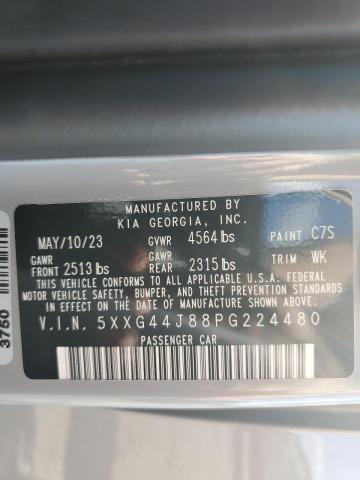 MANUFACTURED BY
KIA GEORGIA, INC.
MAY/10/23 GVWR 4564 lbs PAINT C7S
GAWR GAWR TRIM WK
FRONT 2513 lbs REAR 2315 lbs
THIS VEHICLE CONFORMS TO ALL APPLICABLE U.S.A. FEDERAL
MOTOR VEHICLE SAFETY, BUMPER, AND THEFT PREVENTION
STANDARDS IN EFFECT ON THE DATE OF MANUFACTURE SHOWN ABOVE.
V.I.N. 5XXG44J88PG224480
PASSENGER CAR
3750